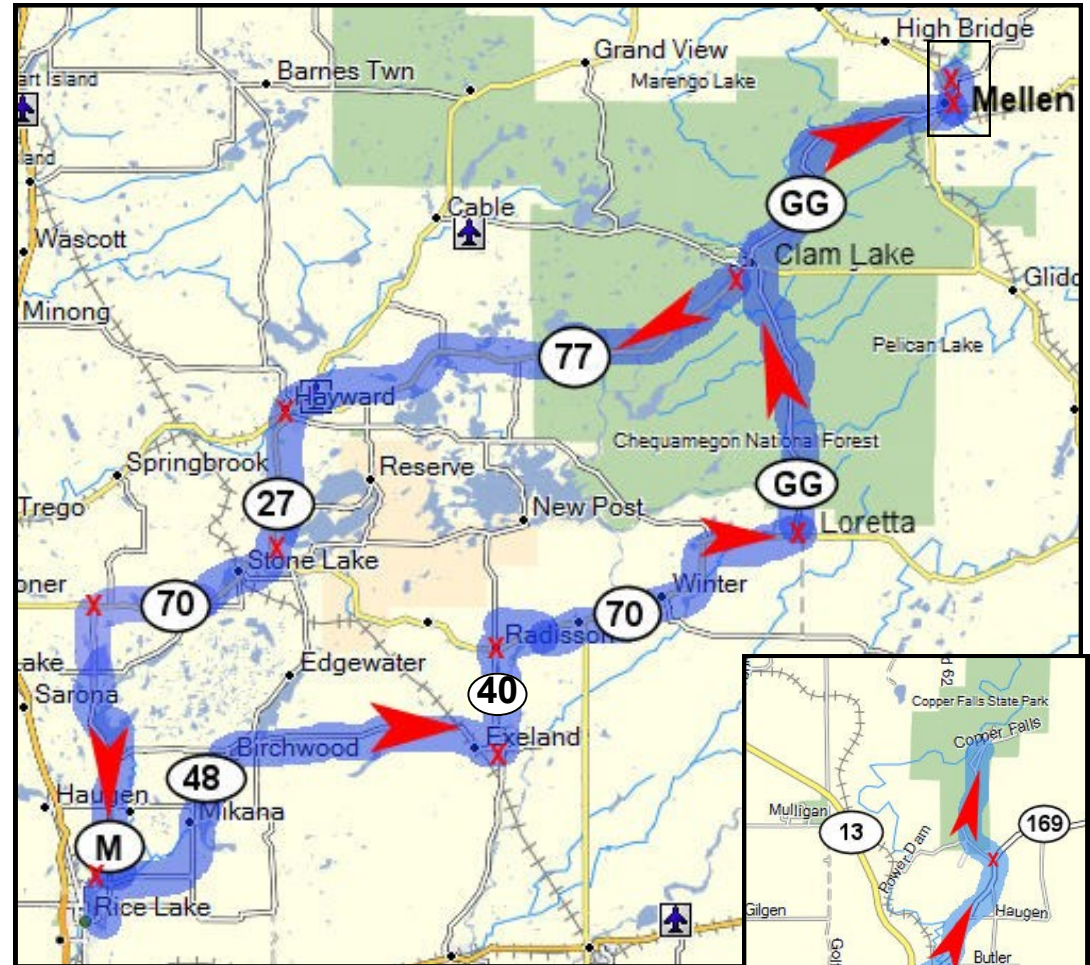 High Bridge
Grand View
Barnes Twn
Marengo Lake
art Island
Mellen
and
GG
Cable
Wascott
Clam Lake
Glidd
Minong
77
Pelican Lake
Hayward
Chequamegon National Forest
Springbrook
Reserve
GG
Trego
27
New Post
Loretta
Stone Lake
oner
70
Winter
70
Radisson
Edgewater
ake
Sarona
40
Birchwood
Exeland
48
Haugen
Mikana
M
Rice Lake
d 62
Copper Falls State Park
Copper Falls
Mulligan
13
169
Power Dam
Gilgen
Haugen
Butler